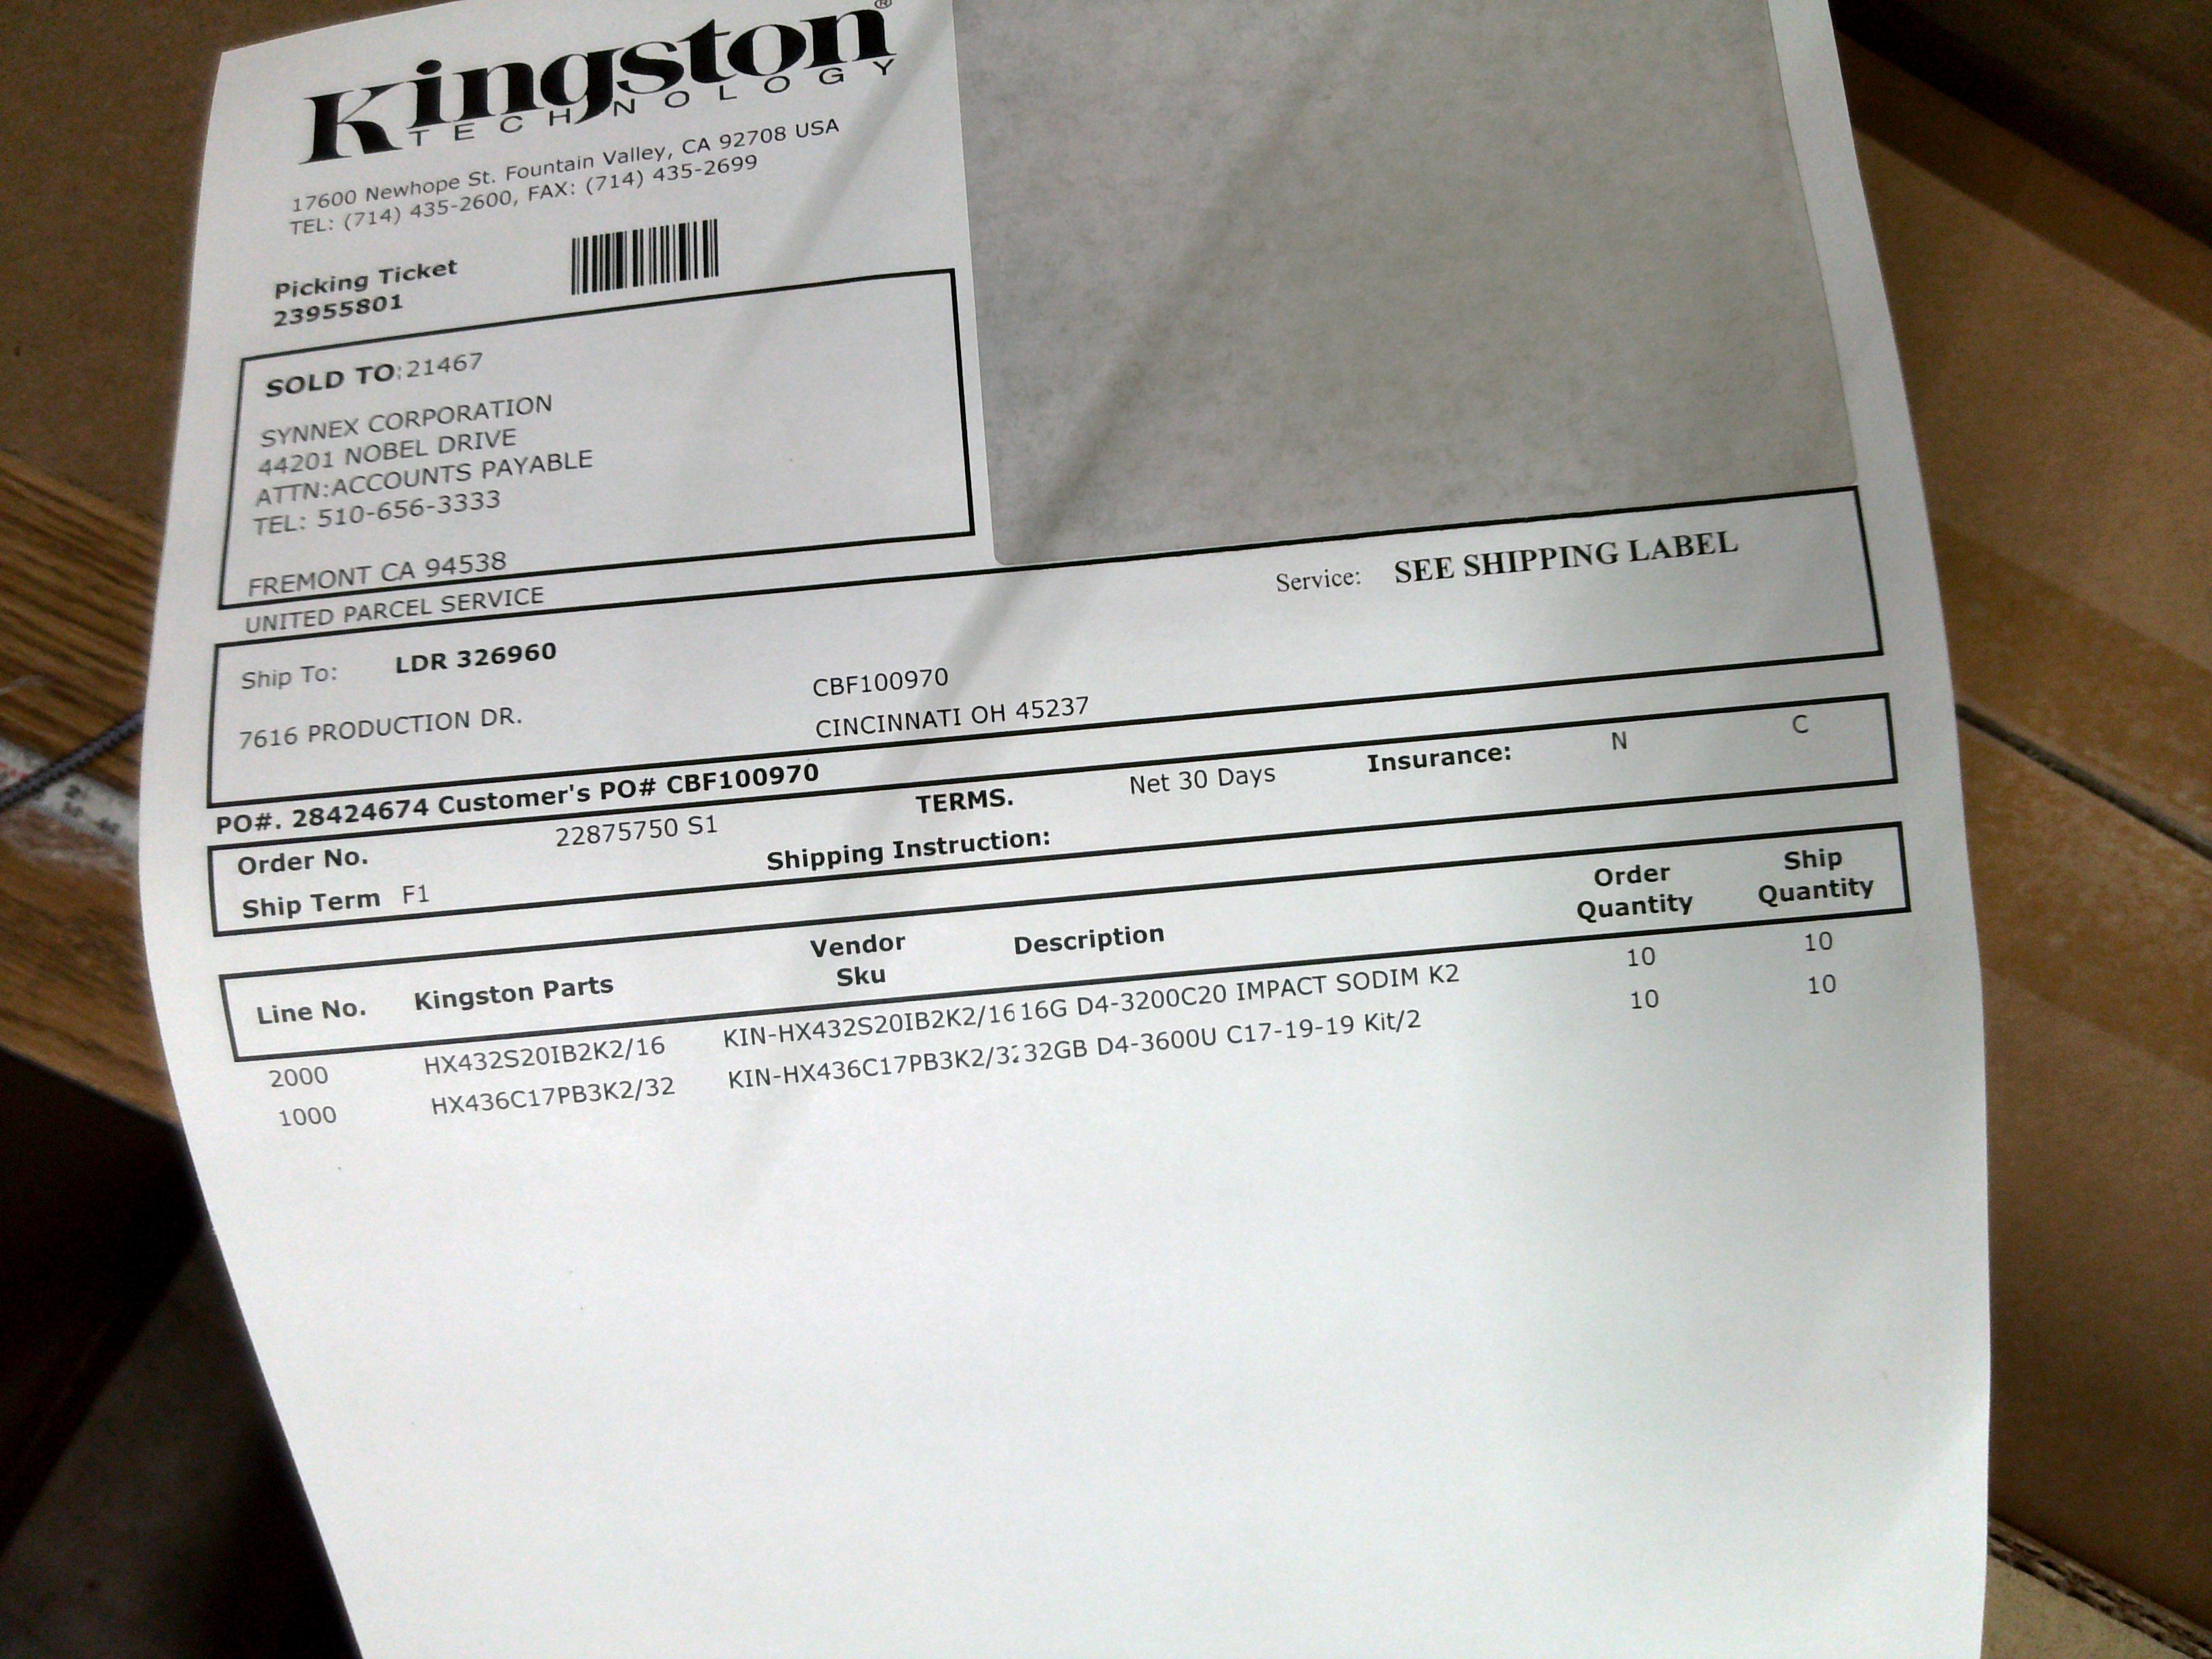 Kingston®
TECHNOLOGY
17600 Newhope St. Fountain Valley, CA 92708 USA
TEL: (714) 435-2600, FAX: (714) 435-2699
Picking Ticket
23955801
SOLD TO:21467
SYNNEX CORPORATION
44201 NOBEL DRIVE
ATTN:ACCOUNTS PAYABLE
TEL: 510-656-3333
FREMONT CA 94538
UNITED PARCEL SERVICE
Service: SEE SHIPPING LABEL
Ship To: LDR 326960
CBF100970
7616 PRODUCTION DR. CINCINNATI OH 45237
PO#. 28424674 Customer's PO# CBF100970
Order No. 22875750 S1 TERMS. Net 30 Days Insurance: N C
Ship Term F1 Shipping Instruction:
Line No. Kingston Parts Vendor Sku Description Order Quantity Ship Quantity
2000 HX432S20IB2K2/16 KIN-HX432S20IB2K2/16 16G D4-3200C20 IMPACT SODIM K2 10 10
1000 HX436C17PB3K2/32 KIN-HX436C17PB3K2/32 32GB D4-3600U C17-19-19 Kit/2 10 10